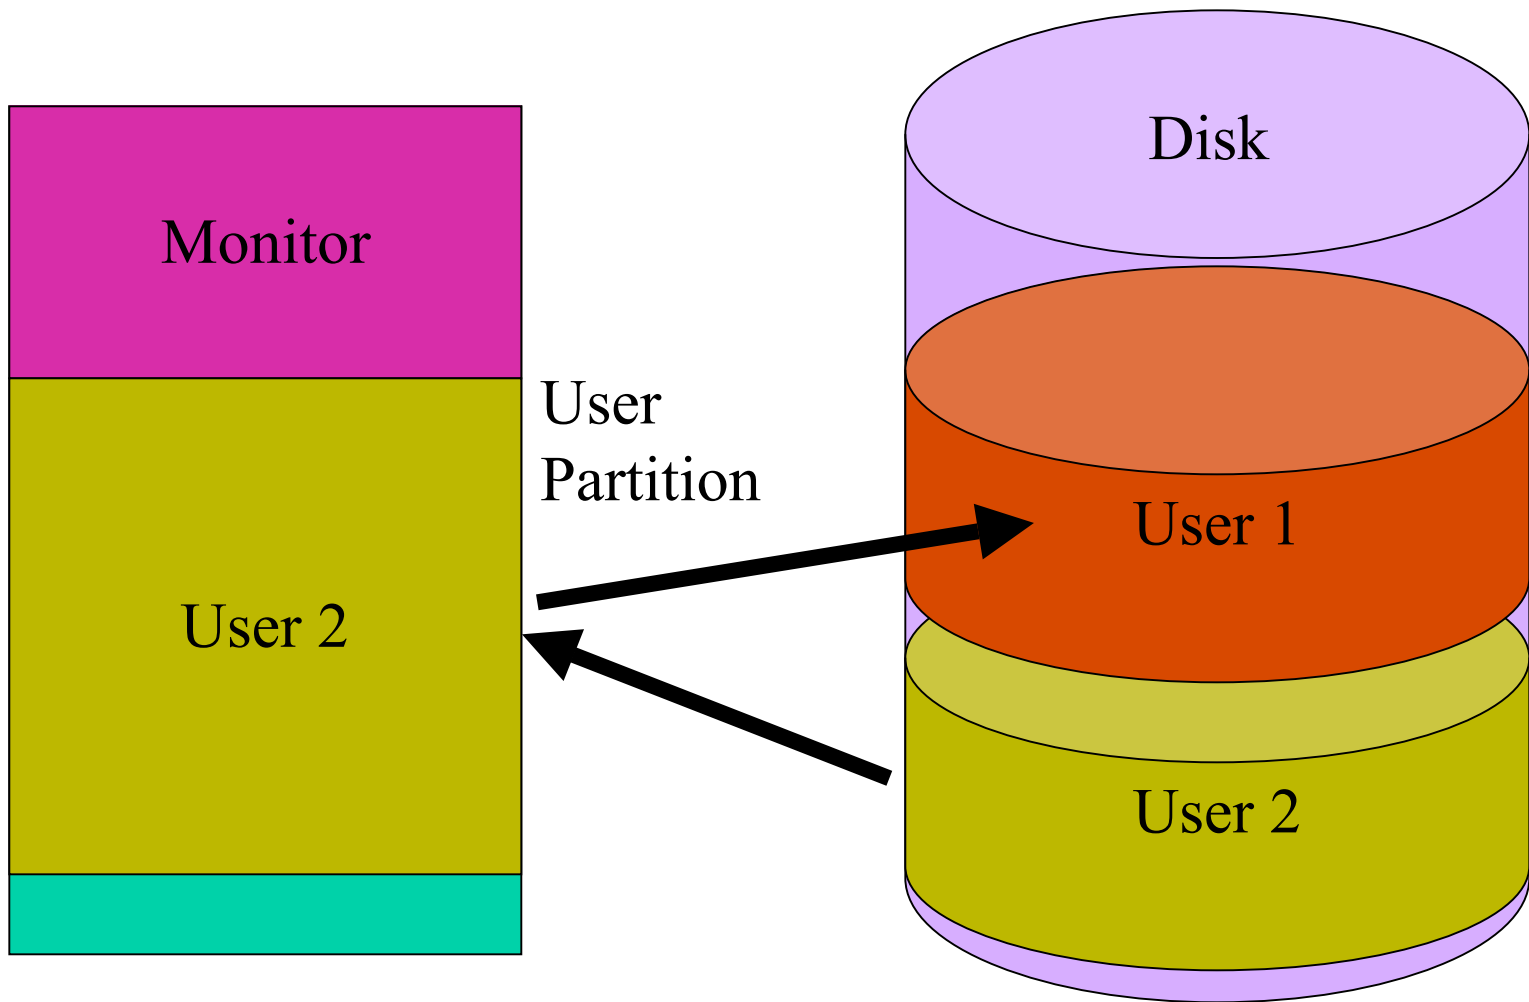 Disk
Monitor
User
Partition
User 1
User 2
User 2